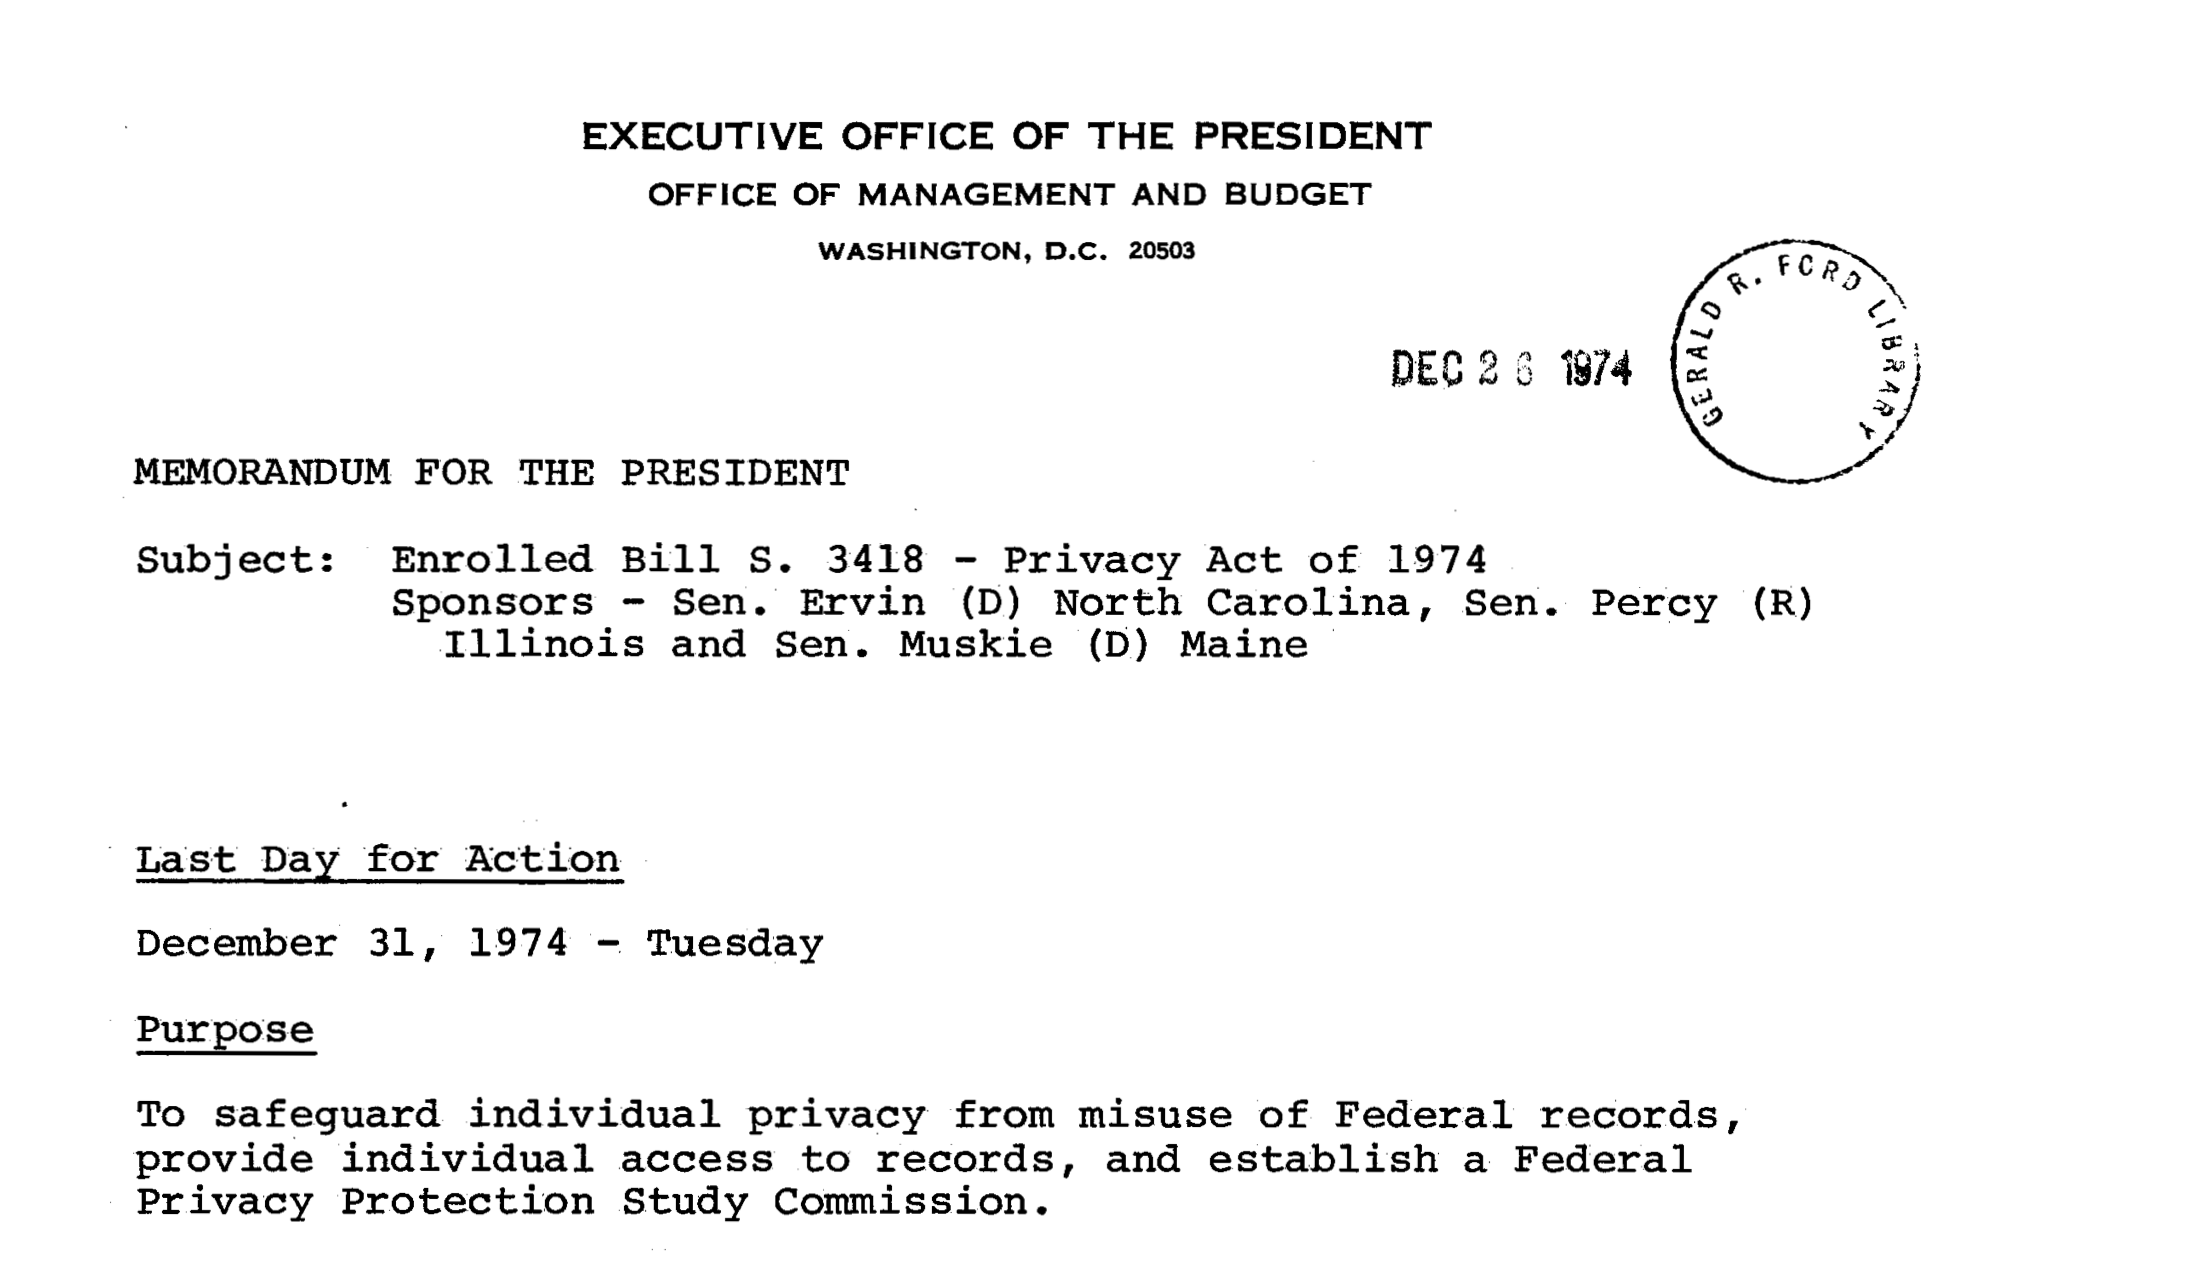 EXECUTIVE OFFICE OF THE PRESIDENT
OFFICE OF MANAGEMENT AND BUDGET
WASHINGTON, D.C. 20503
GERALD R. FORD LIBRARY
DEC 26 1974
MEMORANDUM FOR THE PRESIDENT
Subject: Enrolled Bill S. 3418 - Privacy Act of 1974
Sponsors - Sen. Ervin (D) North Carolina, Sen. Percy (R)
Illinois and Sen. Muskie (D) Maine
Last Day for Action
December 31, 1974 - Tuesday
Purpose
To safeguard individual privacy from misuse of Federal records,
provide individual access to records, and establish a Federal
Privacy Protection Study Commission.